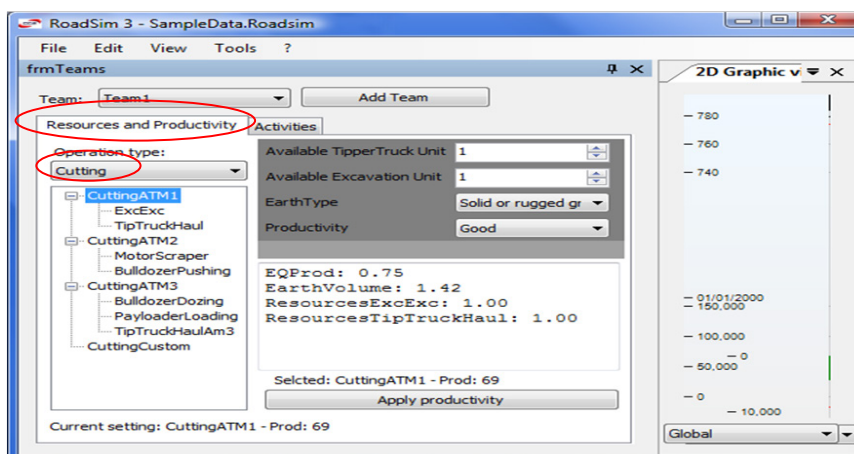 RoadSim 3 - SampleData.Roadsim
File Edit View Tools ?
frmTeams
Team: Team1 Add Team
Resources and Productivity Activities
Operation type:
Cutting
CuttingATM1
ExcExc
TipTruckHaul
CuttingATM2
MotorScraper
BulldozerPushing
CuttingATM3
BulldozerDozing
PayloaderLoading
TipTruckHaulAm3
CuttingCustom
Available TipperTruck Unit 1
Available Excavation Unit 1
EarthType Solid or rugged gr
Productivity Good
EQProd: 0.75
EarthVolume: 1.42
ResourcesExcExc: 1.00
ResourcesTipTruckHaul: 1.00
Selcted: CuttingATM1 - Prod: 69
Apply productivity
Current setting: CuttingATM1 - Prod: 69
2D Graphic vi
780
760
740
01/01/2000
150,000
100,000
0
50,000
0
10,000
Global